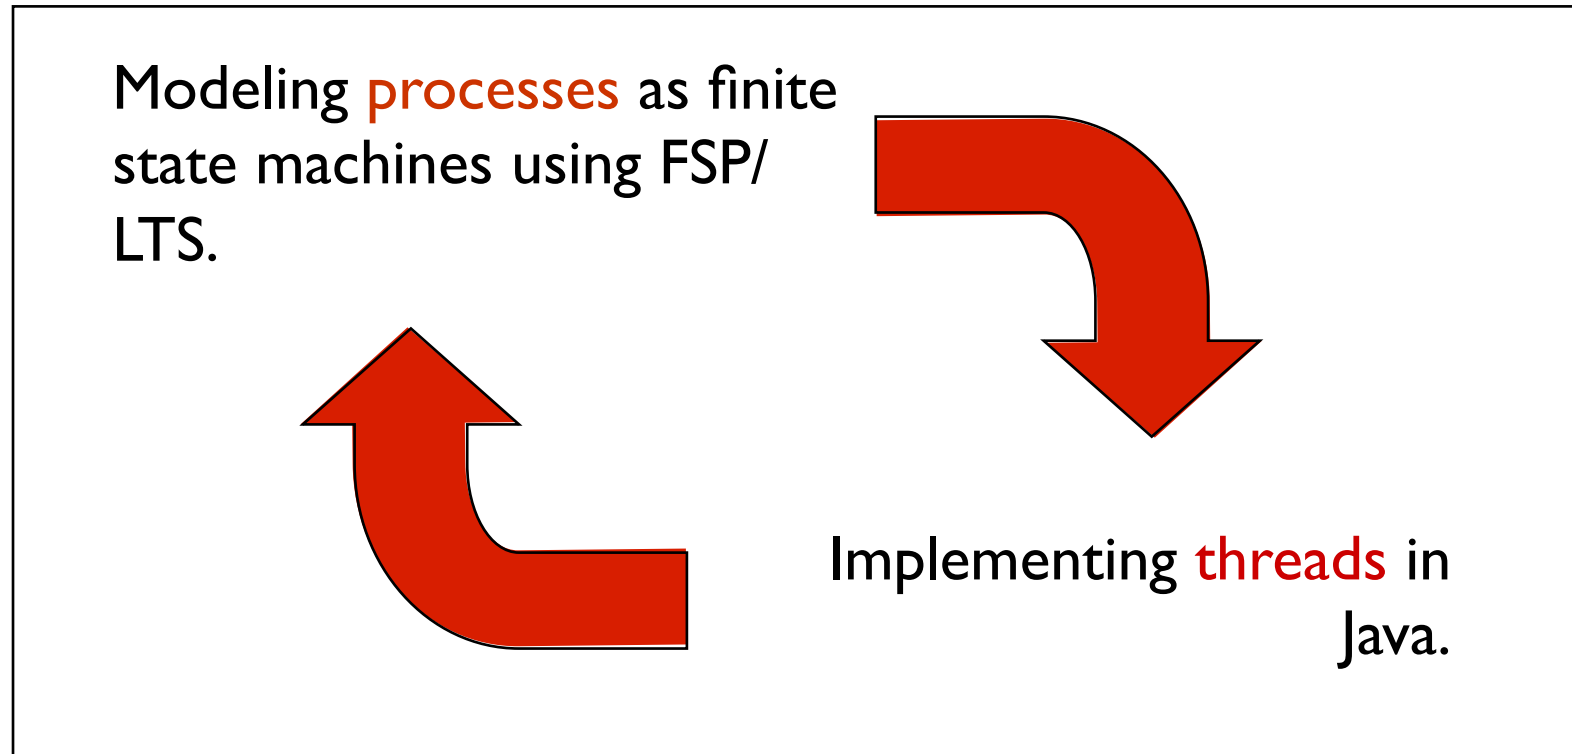 Modeling processes as finite
state machines using FSP/
LTS.
Implementing threads in
Java.